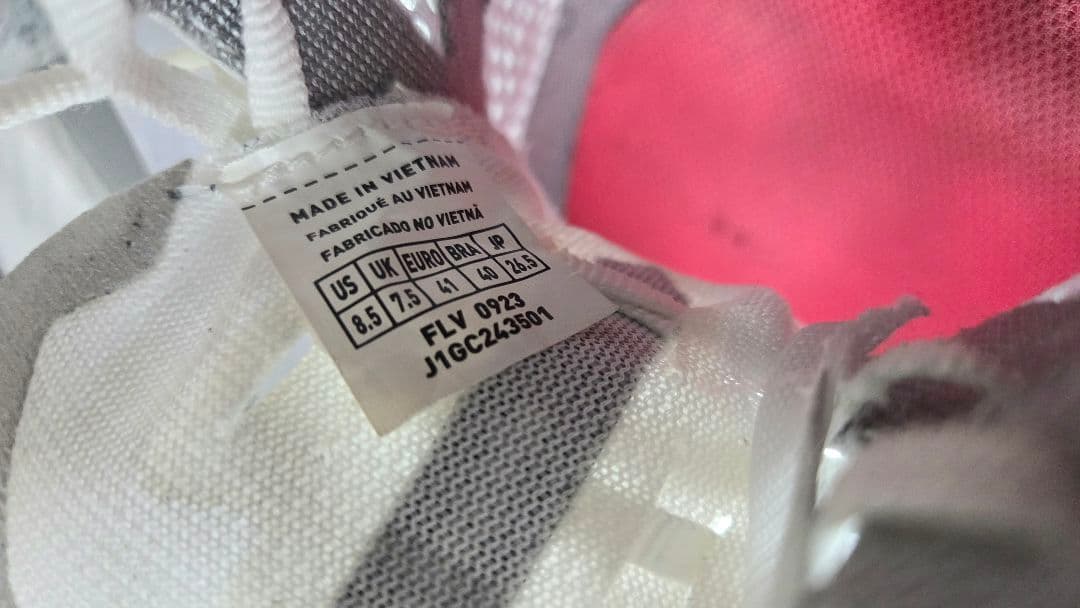 MADE IN VIETNAM
FABRIQUÉ AU VIETNAM
FABRICADO NO VIETNÃ
US UK EURO BRA JP
8.5 7.5 41 40 26.5
FLV 0923
J1GC243501